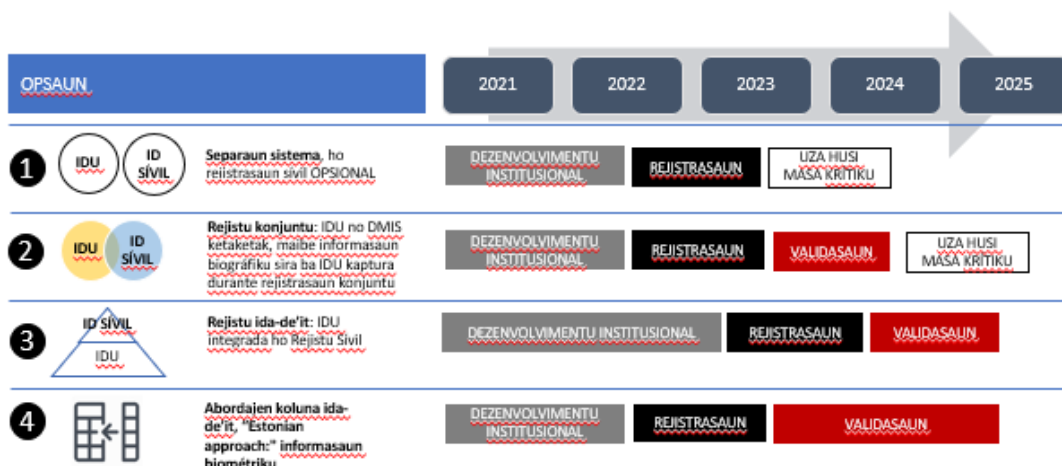 OPSAUN
2021
2022
2023
2024
2025
1
IDU
ID
SÍVIL
Separaun sistema, ho
rejistrasaun sivil OPSIONAL
DEZENVOLVIMENTU
INSTITUSIONAL
REJISTRASAUN
UZA HUSI
MASA KRITIKU
2
IDU
ID
SÍVIL
Rejistu konjuntu: IDU no DMIS
ketaketak, maibe informasaun
biográfiku sira ba IDU kaptura
durante rejistrasaun konjuntu
DEZENVOLVIMENTU
INSTITUSIONAL
REJISTRASAUN
VALIDASAUN
UZA HUSI
MASA KRITIKU
3
ID SÍVIL
IDU
Rejistu ida-de'it: IDU
integrada ho Rejistu Sivil
DEZENVOLVIMENTU INSTITUSIONAL
REJISTRASAUN
VALIDASAUN
4
Abordajen koluna ida-
de'it, "Estonian
approach:" informasaun
biométriku
DEZENVOLVIMENTU
INSTITUSIONAL
REJISTRASAUN
VALIDASAUN